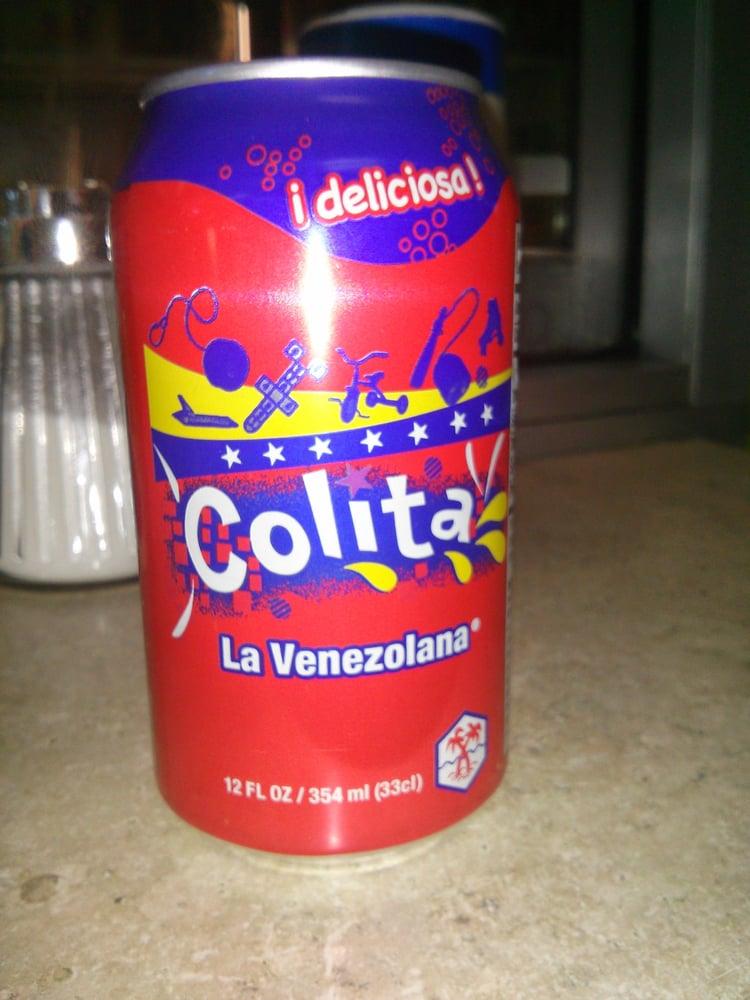 ¡deliciosa!
Colita
La Venezolana
12 FL OZ / 354 ml (33cl)